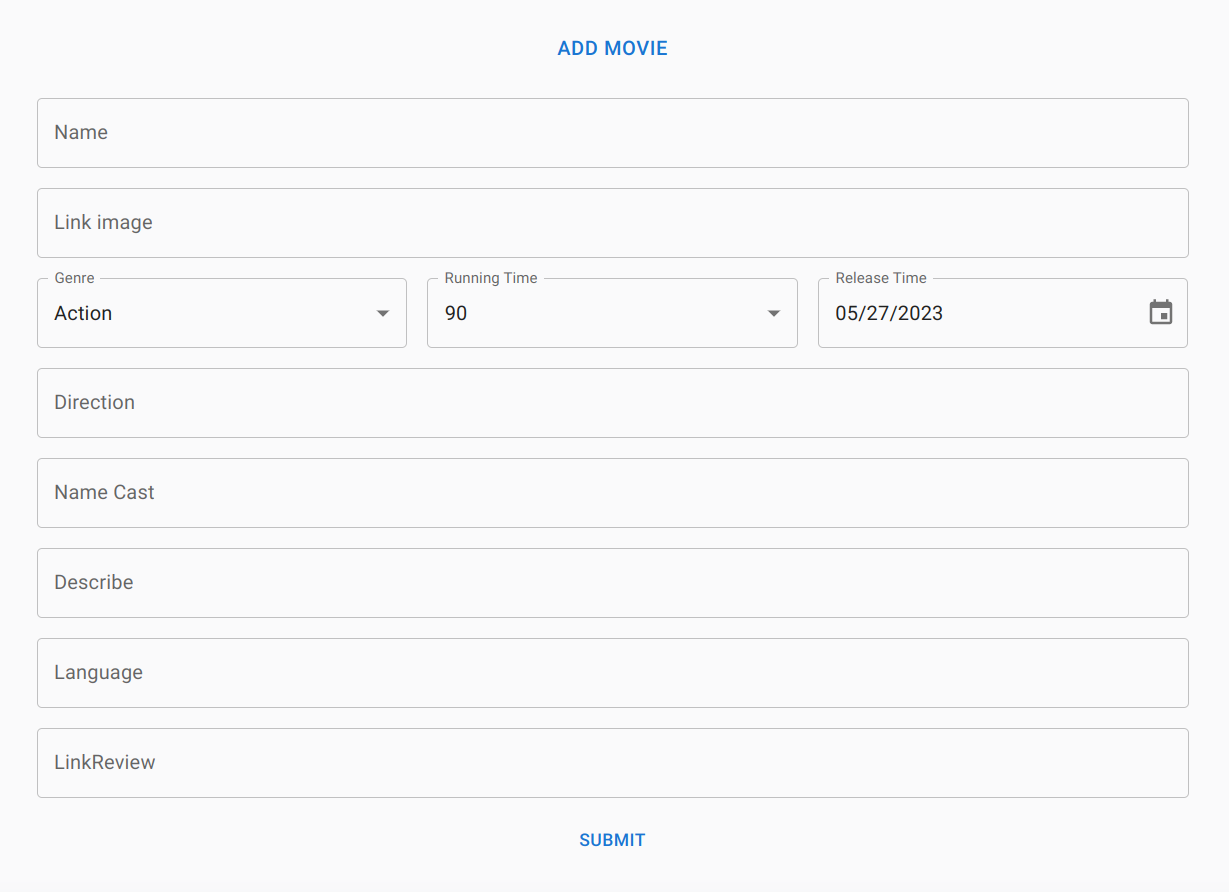 ADD MOVIE
Name
Link image
Genre
Action
Running Time
90
Release Time
05/27/2023
Direction
Name Cast
Describe
Language
LinkReview
SUBMIT